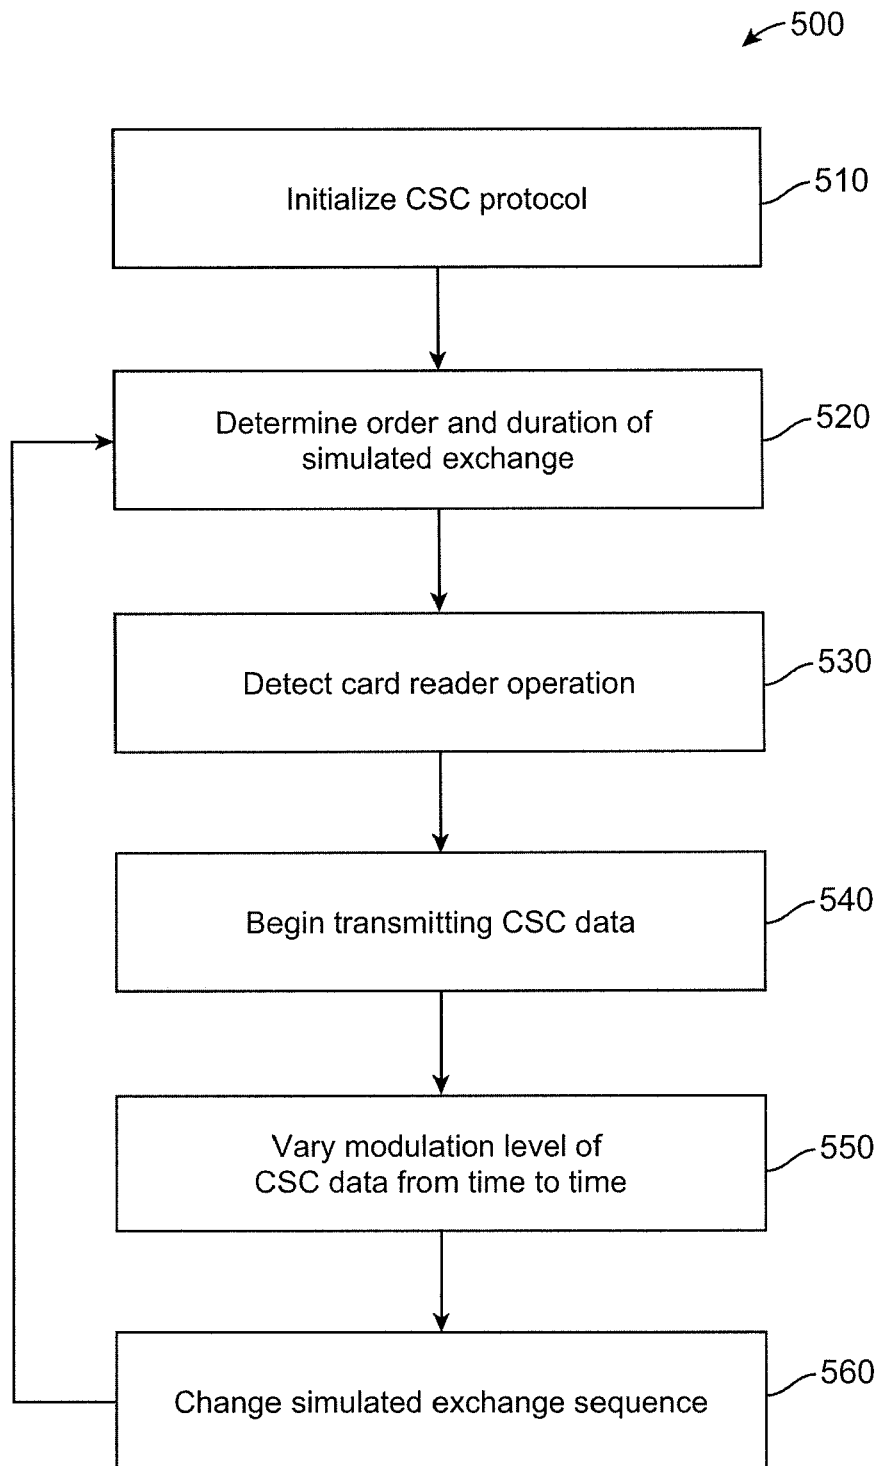 500
Initialize CSC protocol
510
Determine order and duration of
simulated exchange
520
Detect card reader operation
530
Begin transmitting CSC data
540
Vary modulation level of
CSC data from time to time
550
Change simulated exchange sequence
560